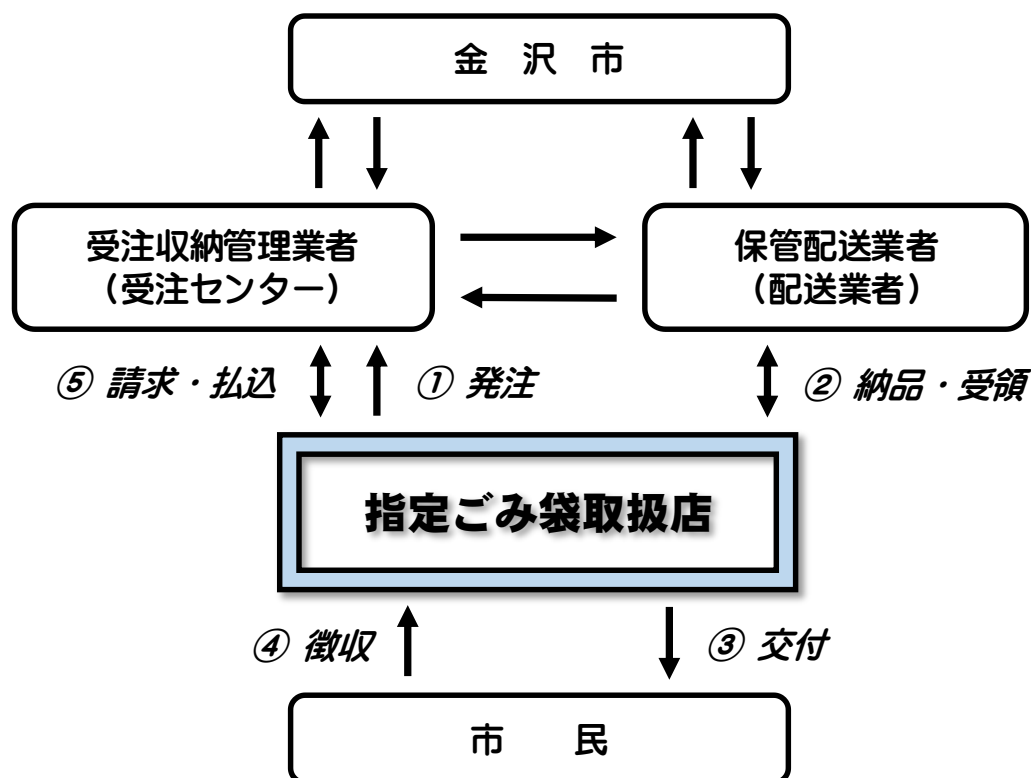 金　沢　市
受注収納管理業者
（受注センター）
保管配送業者
（配送業者）
⑤ 請求・払込
① 発注
② 納品・受領
指定ごみ袋取扱店
④ 徴収
③ 交付
市　　民